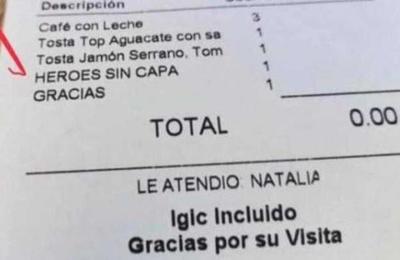 Descripción
Café con Leche 3
Tosta Top Aguacate con sa 1
Tosta Jamón Serrano, Tom 1
HEROES SIN CAPA 1
GRACIAS 1
TOTAL 0.00
LE ATENDIO: NATALIA
Igic Incluido
Gracias por su Visita